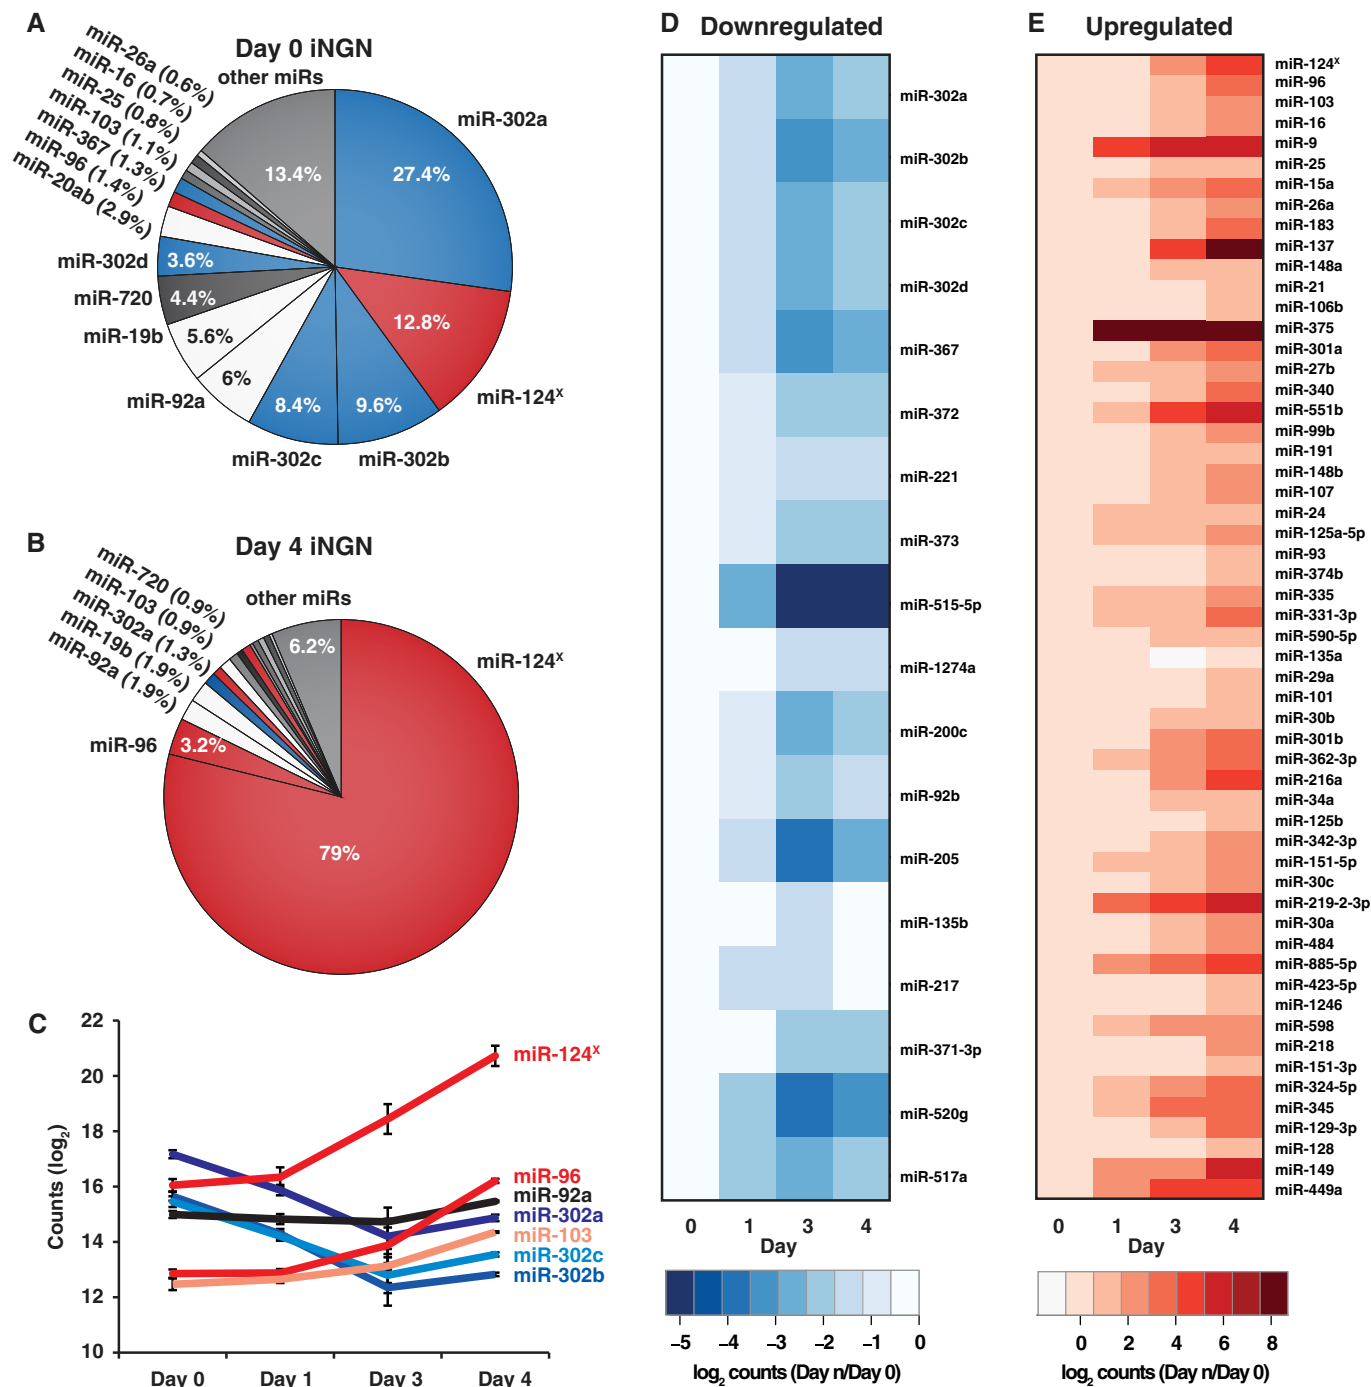 A
Day 0 iNGN
miR-26a (0.6%)
miR-16 (0.7%)
miR-25 (0.8%)
miR-103 (1.1%)
miR-367 (1.3%)
miR-96 (1.4%)
miR-20ab (2.9%)
other miRs
13.4%
miR-302a
27.4%
miR-302d
3.6%
miR-720
4.4%
miR-19b
5.6%
miR-92a
6%
miR-302c
8.4%
miR-302b
9.6%
miR-124x
12.8%
B
Day 4 iNGN
miR-720 (0.9%)
miR-103 (0.9%)
miR-302a (1.3%)
miR-19b (1.9%)
miR-92a (1.9%)
other miRs
6.2%
miR-124x
miR-96
3.2%
79%
C
Counts (log2)
22
20
18
16
14
12
10
Day 0
Day 1
Day 3
Day 4
miR-124x
miR-96
miR-92a
miR-302a
miR-103
miR-302c
miR-302b
D
Downregulated
miR-302a
miR-302b
miR-302c
miR-302d
miR-367
miR-372
miR-221
miR-373
miR-515-5p
miR-1274a
miR-200c
miR-92b
miR-205
miR-135b
miR-217
miR-371-3p
miR-520g
miR-517a
0 1 3 4
Day
−5 −4 −3 −2 −1 0
log2 counts (Day n/Day 0)
E
Upregulated
miR-124x
miR-96
miR-103
miR-16
miR-9
miR-25
miR-15a
miR-26a
miR-183
miR-137
miR-148a
miR-21
miR-106b
miR-375
miR-301a
miR-27b
miR-340
miR-551b
miR-99b
miR-191
miR-148b
miR-107
miR-24
miR-125a-5p
miR-93
miR-374b
miR-335
miR-331-3p
miR-590-5p
miR-135a
miR-29a
miR-101
miR-30b
miR-301b
miR-362-3p
miR-216a
miR-34a
miR-125b
miR-342-3p
miR-151-5p
miR-30c
miR-219-2-3p
miR-30a
miR-484
miR-885-5p
miR-423-5p
miR-1246
miR-598
miR-218
miR-151-3p
miR-324-5p
miR-345
miR-129-3p
miR-128
miR-149
miR-449a
0 1 3 4
Day
0 2 4 6 8
log2 counts (Day n/Day 0)